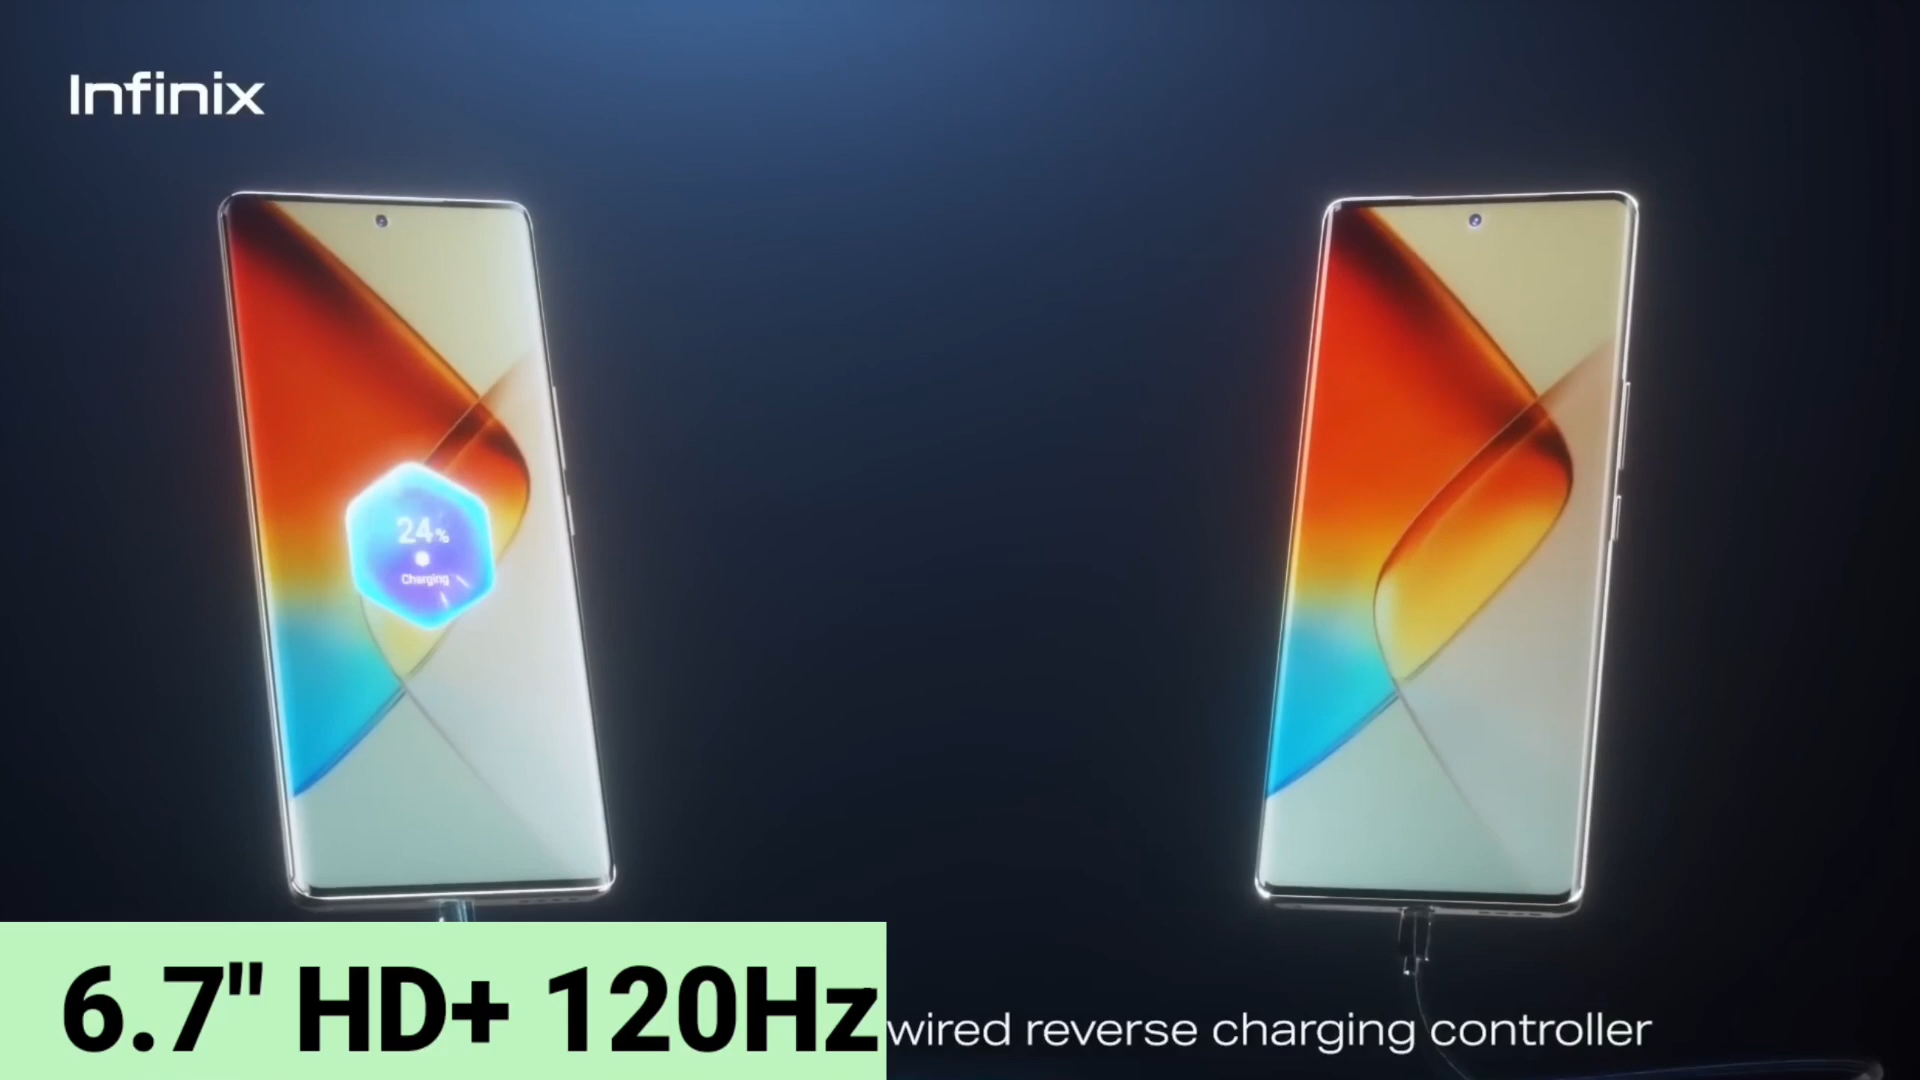 Infinix
24%
Charging
6.7" HD+ 120Hz
wired reverse charging controller